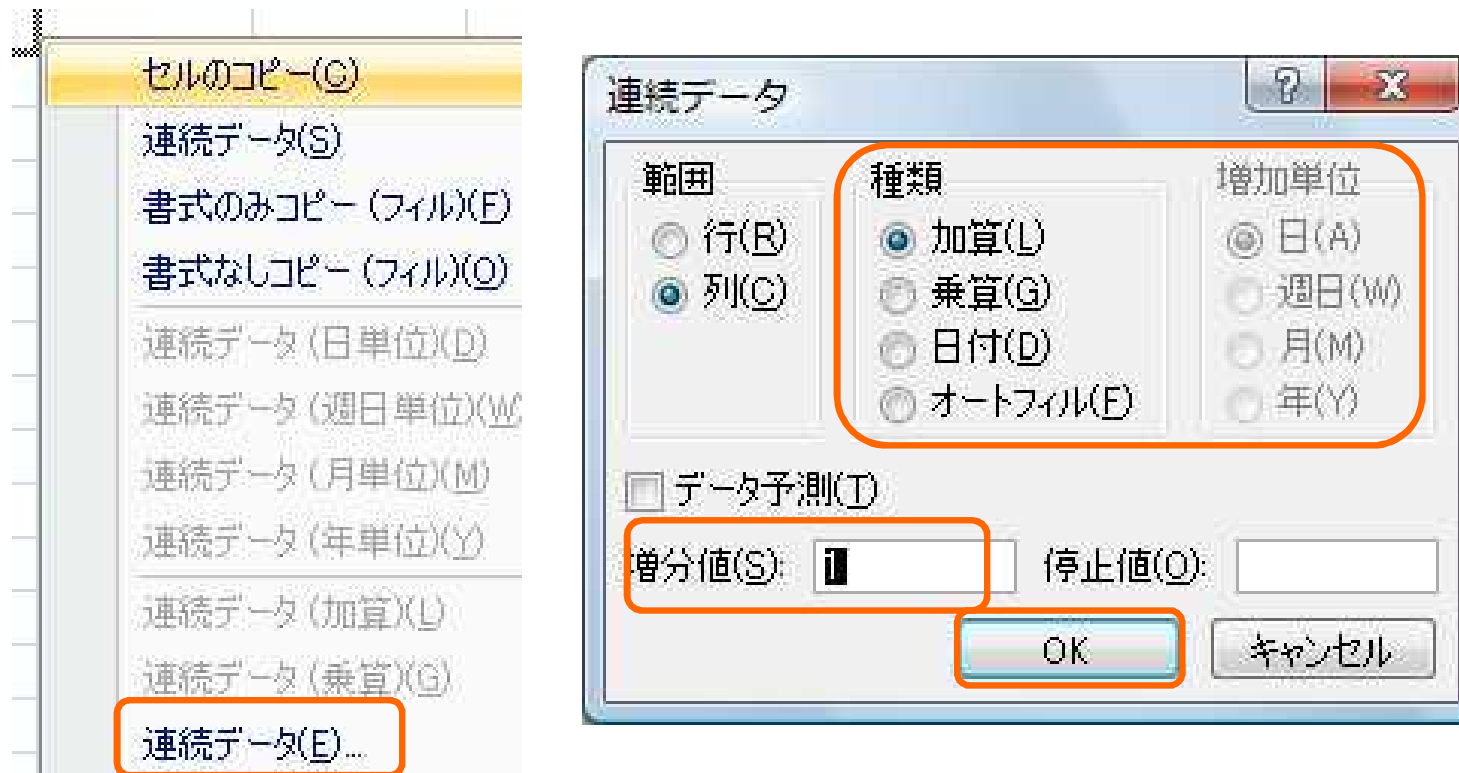 セルのコピー(C)
連続データ(S)
書式のみコピー (フィル)(F)
書式なしコピー (フィル)(O)
連続データ (日単位)(D)
連続データ (週日単位)(W)
連続データ (月単位)(M)
連続データ (年単位)(Y)
連続データ (加算)(L)
連続データ (乗算)(G)
連続データ(E)...
連続データ
範囲
行(R)
列(C)
種類
加算(L)
乗算(G)
日付(D)
オートフィル(F)
増加単位
日(A)
週日(W)
月(M)
年(Y)
データ予測(T)
増分値(S): 1 停止値(O):
OK キャンセル